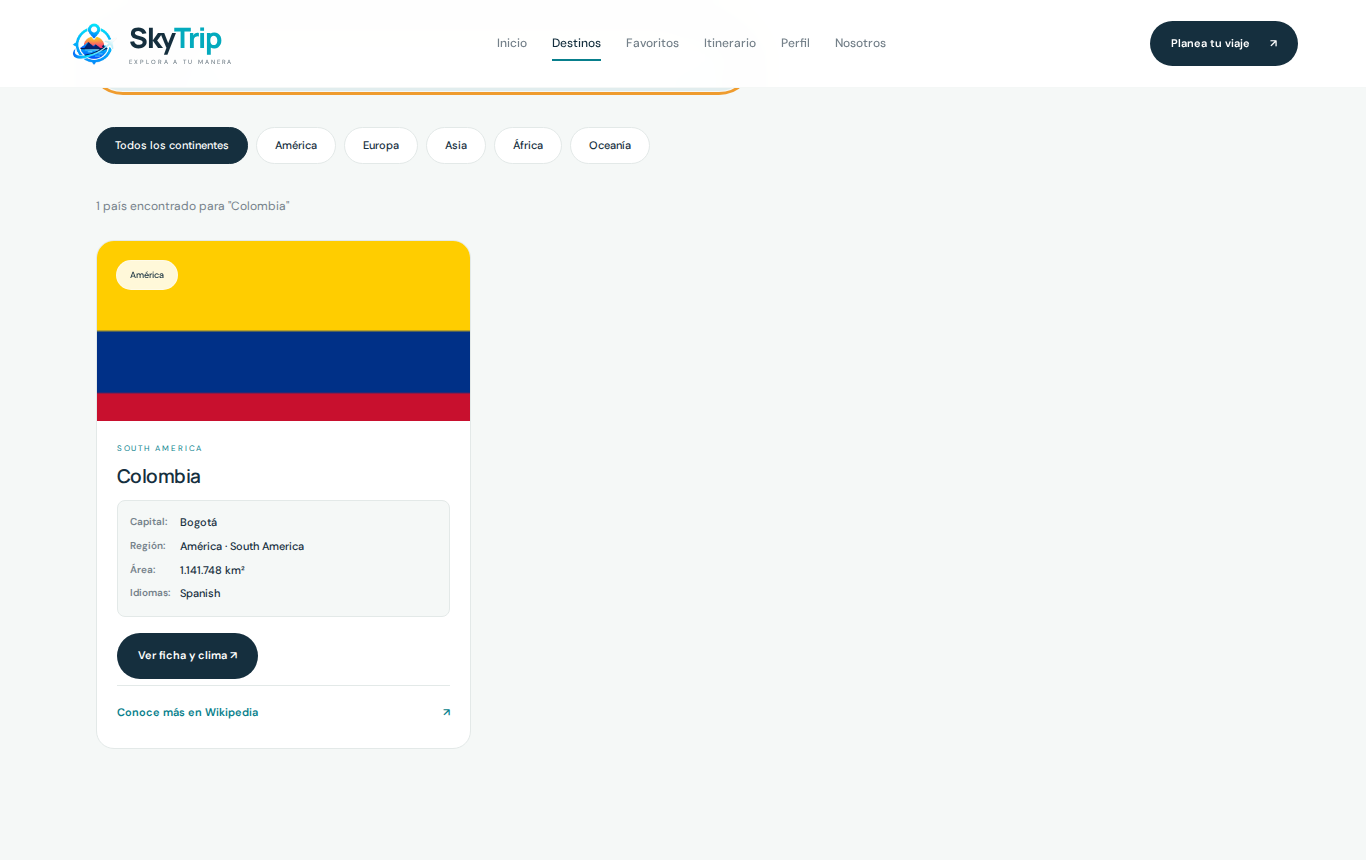 SkyTrip
EXPLORA A TU MANERA
Inicio Destinos Favoritos Itinerario Perfil Nosotros
Planea tu viaje
Todos los continentes América Europa Asia África Oceanía
1 país encontrado para "Colombia"
América
SOUTH AMERICA
Colombia
Capital: Bogotá
Región: América · South America
Área: 1.141.748 km²
Idiomas: Spanish
Ver ficha y clima
Conoce más en Wikipedia